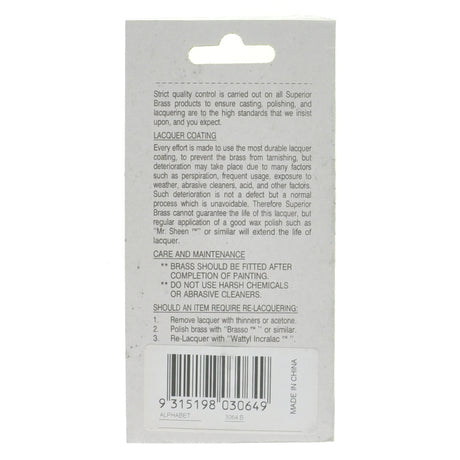 Strict quality control is carried out on all Superior
Brass products to ensure casting, polishing, and
lacquering are to the high standards that we insist
upon, and you expect.
LACQUER COATING
Every effort is made to use the most durable lacquer
coating, to prevent the brass from tarnishing, but
deterioration may take place due to many factors
such as perspiration, frequent usage, exposure to
weather, abrasive cleaners, acid, and other factors.
Such deterioration is not a defect but a normal
process which is unavoidable. Therefore Superior
Brass cannot guarantee the life of this lacquer, but
regular application of a good wax polish such as
"Mr. Sheen ™" or similar will extend the life of
lacquer.
CARE AND MAINTENANCE
** BRASS SHOULD BE FITTED AFTER
COMPLETION OF PAINTING.
** DO NOT USE HARSH CHEMICALS
OR ABRASIVE CLEANERS.
SHOULD AN ITEM REQUIRE RE-LACQUERING:
1. Remove lacquer with thinners or acetone.
2. Polish brass with "Brasso ™" or similar.
3. Re-Lacquer with "Wattyl Incralac ™".
9 315198 030649
ALPHABET
MADE IN CHINA